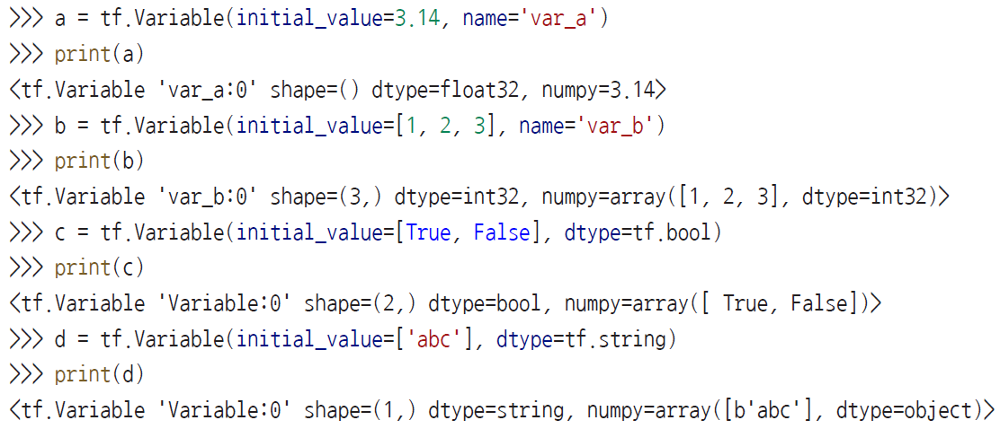 >>> a = tf.Variable(initial_value=3.14, name='var_a')
>>> print(a)
<tf.Variable 'var_a:0' shape=() dtype=float32, numpy=3.14>
>>> b = tf.Variable(initial_value=[1, 2, 3], name='var_b')
>>> print(b)
<tf.Variable 'var_b:0' shape=(3,) dtype=int32, numpy=array([1, 2, 3], dtype=int32)>
>>> c = tf.Variable(initial_value=[True, False], dtype=tf.bool)
>>> print(c)
<tf.Variable 'Variable:0' shape=(2,) dtype=bool, numpy=array([ True, False])>
>>> d = tf.Variable(initial_value=['abc'], dtype=tf.string)
>>> print(d)
<tf.Variable 'Variable:0' shape=(1,) dtype=string, numpy=array([b'abc'], dtype=object)>